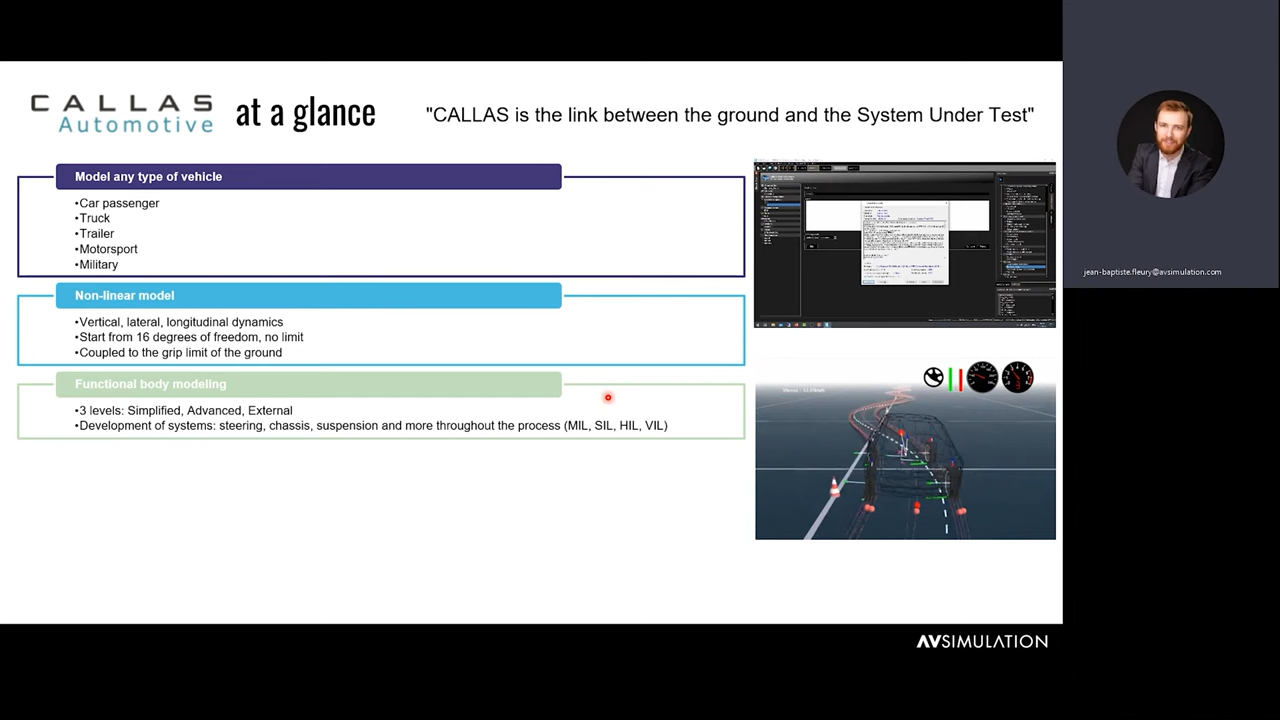 CALLAS
Automotive
at a glance
"CALLAS is the link between the ground and the System Under Test"
Model any type of vehicle
•Car passenger
•Truck
•Trailer
•Motorsport
•Military
Non-linear model
•Vertical, lateral, longitudinal dynamics
•Start from 16 degrees of freedom, no limit
•Coupled to the grip limit of the ground
Functional body modeling
•3 levels: Simplified, Advanced, External
•Development of systems: steering, chassis, suspension and more throughout the process (MIL, SIL, HIL, VIL)
jean-baptiste.fleury@avsimulation.com
AVSIMULATION